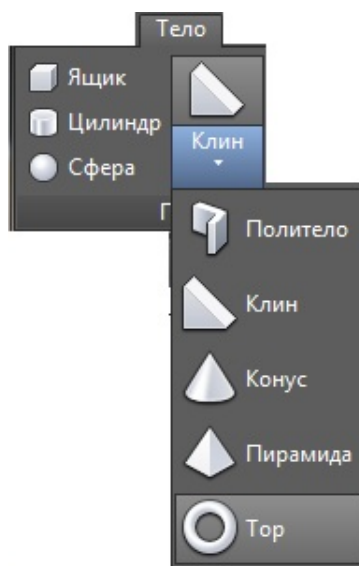 Тело
Ящик
Цилиндр
Сфера
Клин
Политело
Клин
Конус
Пирамида
Тор